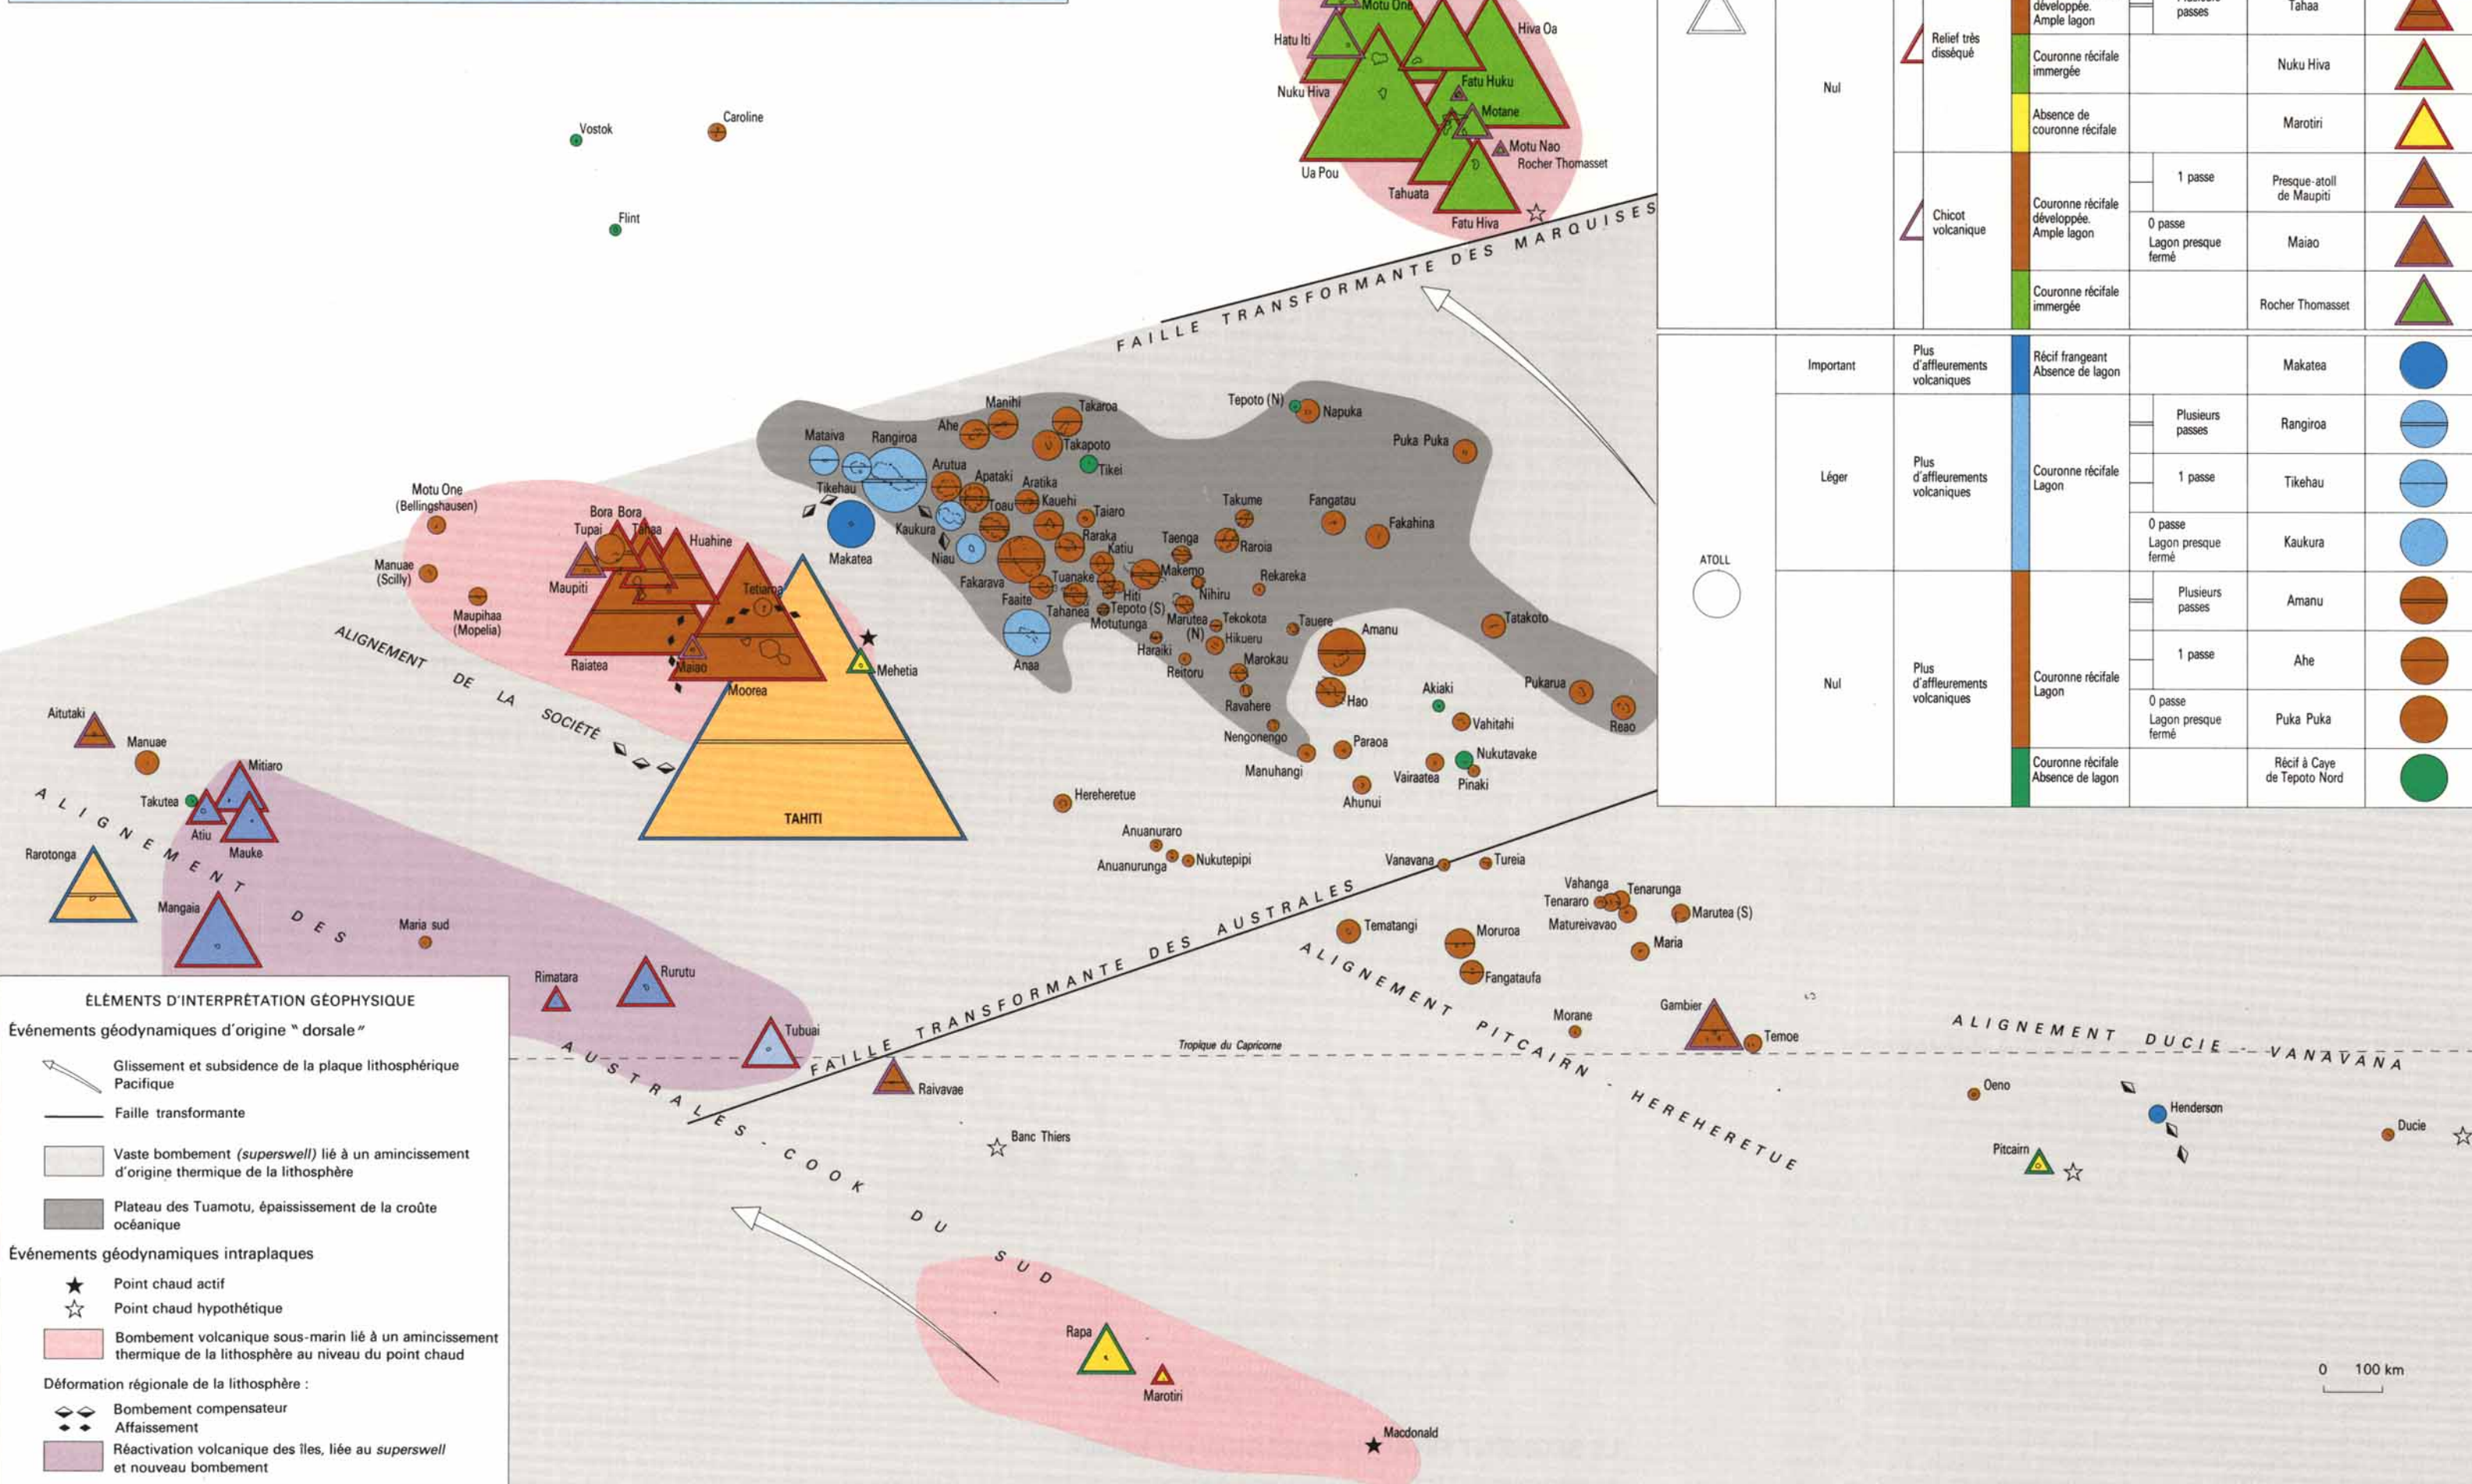 Motu One
Hatu Iti
Hiva Oa
Nuku Hiva
Fatu Huku
Motane
Motu Nao
Rocher Thomasset
Ua Pou
Tahuata
Fatu Hiva
Vostok
Caroline
Flint
FAILLE TRANSFORMANTE DES MARQUISES
développée.
Ample lagon
passes
Tahaa
Relief très
disséqué
Couronne récifale
immergée
Nuku Hiva
Nul
Absence de
couronne récifale
Marotiri
Chicot
volcanique
Couronne récifale
développée.
Ample lagon
1 passe
Presque-atoll
de Maupiti
0 passe
Lagon presque
fermé
Maiao
Couronne récifale
immergée
Rocher Thomasset
ATOLL
Important
Plus
d'affleurements
volcaniques
Récif frangeant
Absence de lagon
Makatea
Léger
Plus
d'affleurements
volcaniques
Couronne récifale
Lagon
Plusieurs
passes
Rangiroa
1 passe
Tikehau
0 passe
Lagon presque
fermé
Kaukura
Nul
Plus
d'affleurements
volcaniques
Couronne récifale
Lagon
Plusieurs
passes
Amanu
1 passe
Ahe
0 passe
Lagon presque
fermé
Puka Puka
Couronne récifale
Absence de lagon
Récif à Caye
de Tepoto Nord
Manihi
Takaroa
Ahe
Takapoto
Tikei
Mataiva
Rangiroa
Tikehau
Arutua
Apataki
Aratika
Kauehi
Toau
Taiaro
Kaukura
Niau
Makatea
Raraka
Katiu
Fakarava
Tuanake
Makemo
Taenga
Takume
Raroia
Faaite
Tahanea
Hiti
Tepoto (S)
Motutunga
Nihiru
Rekareka
Marutea
(N)
Tekokota
Tauere
Haraiki
Hikueru
Reitoru
Marokau
Ravahere
Nengonengo
Manuhangi
Anaa
Tepoto (N)
Napuka
Puka Puka
Fangatau
Fakahina
Amanu
Hao
Paraoa
Ahunui
Tatakoto
Pukarua
Reao
Akiaki
Vahitahi
Nukutavake
Vairaatea
Pinaki
Motu One
(Bellingshausen)
Bora Bora
Tupai
Tahaa
Huahine
Manuae
(Scilly)
Maupiti
Maupihaa
(Mopelia)
Raiatea
Tetiaroa
Maiao
Moorea
Mehetia
TAHITI
ALIGNEMENT DE LA SOCIÉTÉ
Aitutaki
Manuae
Mitiaro
Takutea
Atiu
Mauke
Rarotonga
Mangaia
Maria sud
Rimatara
Rurutu
Tubuai
Raivavae
Banc Thiers
ALIGNEMENT DES AUSTRALES - COOK DU SUD
Hereheretue
Anuanuraro
Anuanurunga
Nukutepipi
FAILLE TRANSFORMANTE DES AUSTRALES
Vanavana
Tureia
Tematangi
Moruroa
Fangataufa
Vahanga
Tenarunga
Tenararo
Matureivavao
Marutea (S)
Maria
Morane
Gambier
Temoe
ALIGNEMENT PITCAIRN - HEREHERETUE
ALIGNEMENT DUCIE - VANAVANA
Tropique du Capricorne
Oeno
Henderson
Pitcairn
Ducie
Rapa
Marotiri
Macdonald
0 100 km
ÉLÉMENTS D'INTERPRÉTATION GÉOPHYSIQUE
Événements géodynamiques d'origine " dorsale "
Glissement et subsidence de la plaque lithosphérique
Pacifique
Faille transformante
Vaste bombement (superswell) lié à un amincissement
d'origine thermique de la lithosphère
Plateau des Tuamotu, épaississement de la croûte
océanique
Événements géodynamiques intraplaques
Point chaud actif
Point chaud hypothétique
Bombement volcanique sous-marin lié à un amincissement
thermique de la lithosphère au niveau du point chaud
Déformation régionale de la lithosphère :
Bombement compensateur
Affaissement
Réactivation volcanique des îles, liée au superswell
et nouveau bombement